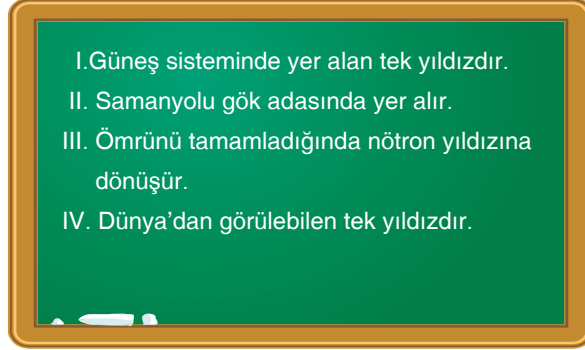 I.Güneş sisteminde yer alan tek yıldızdır.
II. Samanyolu gök adasında yer alır.
III. Ömrünü tamamladığında nötron yıldızına
dönüşür.
IV. Dünya’dan görülebilen tek yıldızdır.